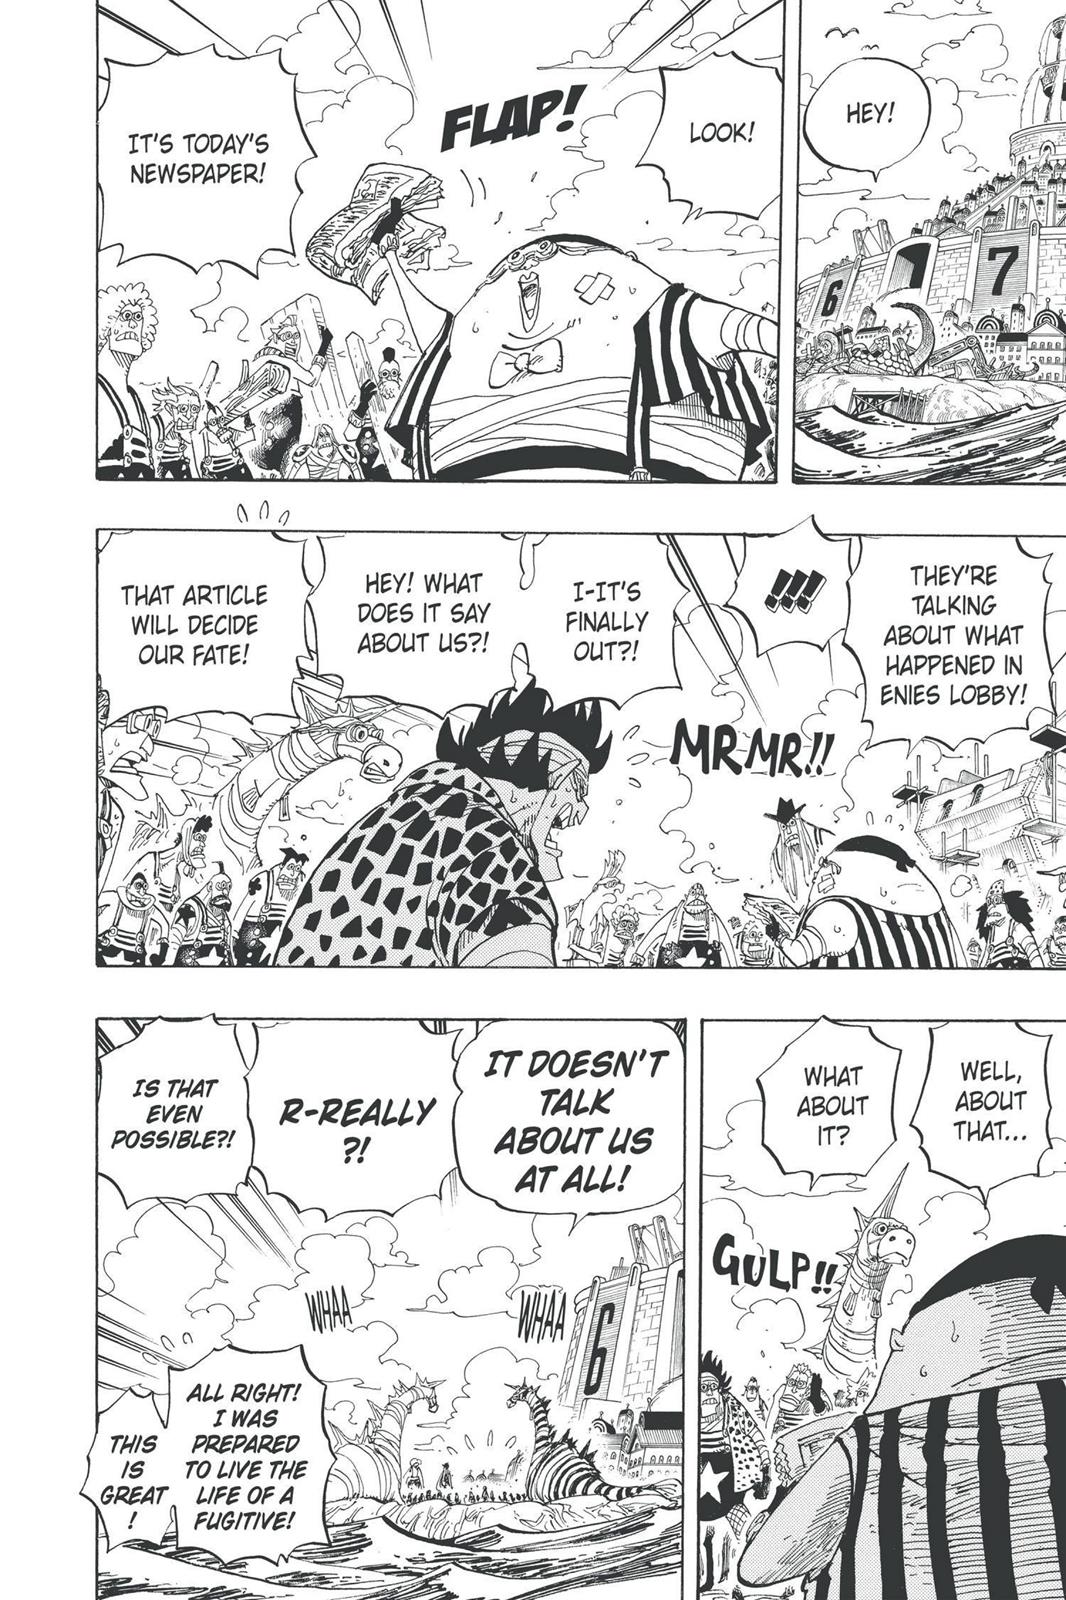 HEY!
6
7
LOOK!
FLAP!
IT'S TODAY'S
NEWSPAPER!
THEY'RE
TALKING
ABOUT WHAT
HAPPENED IN
ENIES LOBBY!
!!!
MRMR!!
I-IT'S
FINALLY
OUT?!
HEY! WHAT
DOES IT SAY
ABOUT US?!
THAT ARTICLE
WILL DECIDE
OUR FATE!
WELL,
ABOUT
THAT...
WHAT
ABOUT
IT?
GULP!!
IT DOESN'T
TALK
ABOUT US
AT ALL!
R-REALLY
?!
IS THAT
EVEN
POSSIBLE?!
WHAA
WHAA
6
ALL RIGHT!
I WAS
PREPARED
TO LIVE THE
LIFE OF A
FUGITIVE!
THIS
IS
GREAT
!